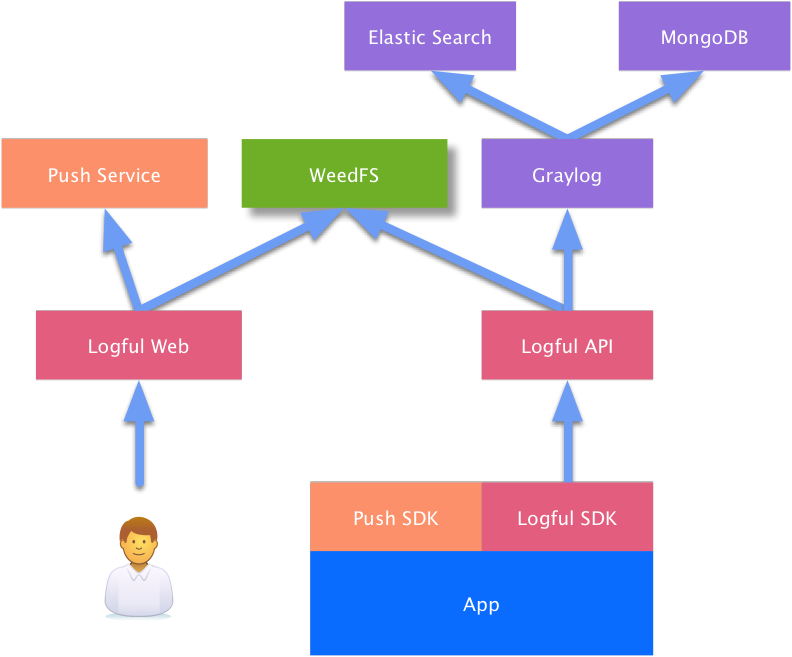 Elastic Search
MongoDB
Push Service
WeedFS
Graylog
Logful Web
Logful API
Push SDK
Logful SDK
App